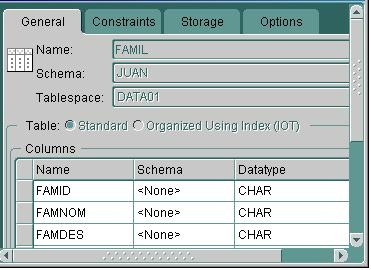 General Constraints Storage Options
Name: FAMIL
Schema: JUAN
Tablespace: DATA01
Table: Standard Organized Using Index (IOT)
Columns
Name Schema Datatype
FAMID <None> CHAR
FAMNOM <None> CHAR
FAMDES <None> CHAR